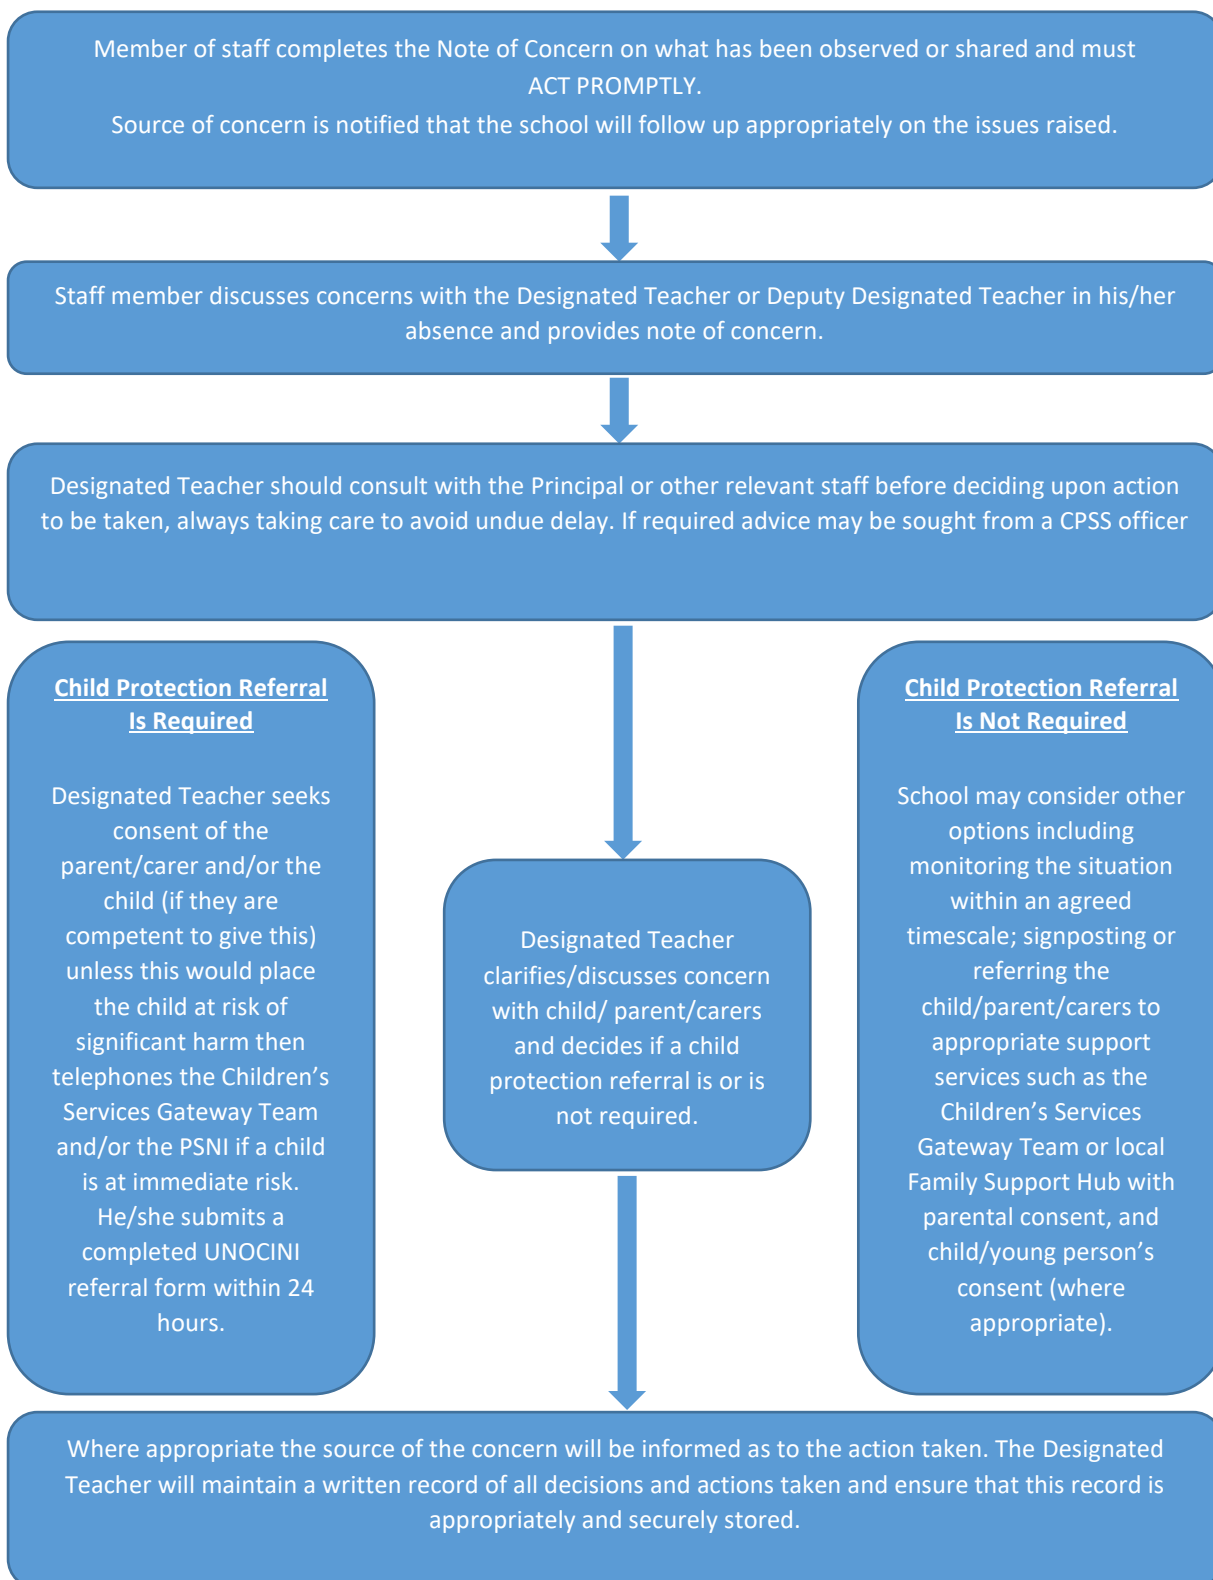 Member of staff completes the Note of Concern on what has been observed or shared and must
ACT PROMPTLY.
Source of concern is notified that the school will follow up appropriately on the issues raised.
Staff member discusses concerns with the Designated Teacher or Deputy Designated Teacher in his/her
absence and provides note of concern.
Designated Teacher should consult with the Principal or other relevant staff before deciding upon action
to be taken, always taking care to avoid undue delay. If required advice may be sought from a CPSS officer
Child Protection Referral
Is Required
Designated Teacher seeks
consent of the
parent/carer and/or the
child (if they are
competent to give this)
unless this would place
the child at risk of
significant harm then
telephones the Children’s
Services Gateway Team
and/or the PSNI if a child
is at immediate risk.
He/she submits a
completed UNOCINI
referral form within 24
hours.
Designated Teacher
clarifies/discusses concern
with child/ parent/carers
and decides if a child
protection referral is or is
not required.
Child Protection Referral
Is Not Required
School may consider other
options including
monitoring the situation
within an agreed
timescale; signposting or
referring the
child/parent/carers to
appropriate support
services such as the
Children’s Services
Gateway Team or local
Family Support Hub with
parental consent, and
child/young person’s
consent (where
appropriate).
Where appropriate the source of the concern will be informed as to the action taken. The Designated
Teacher will maintain a written record of all decisions and actions taken and ensure that this record is
appropriately and securely stored.